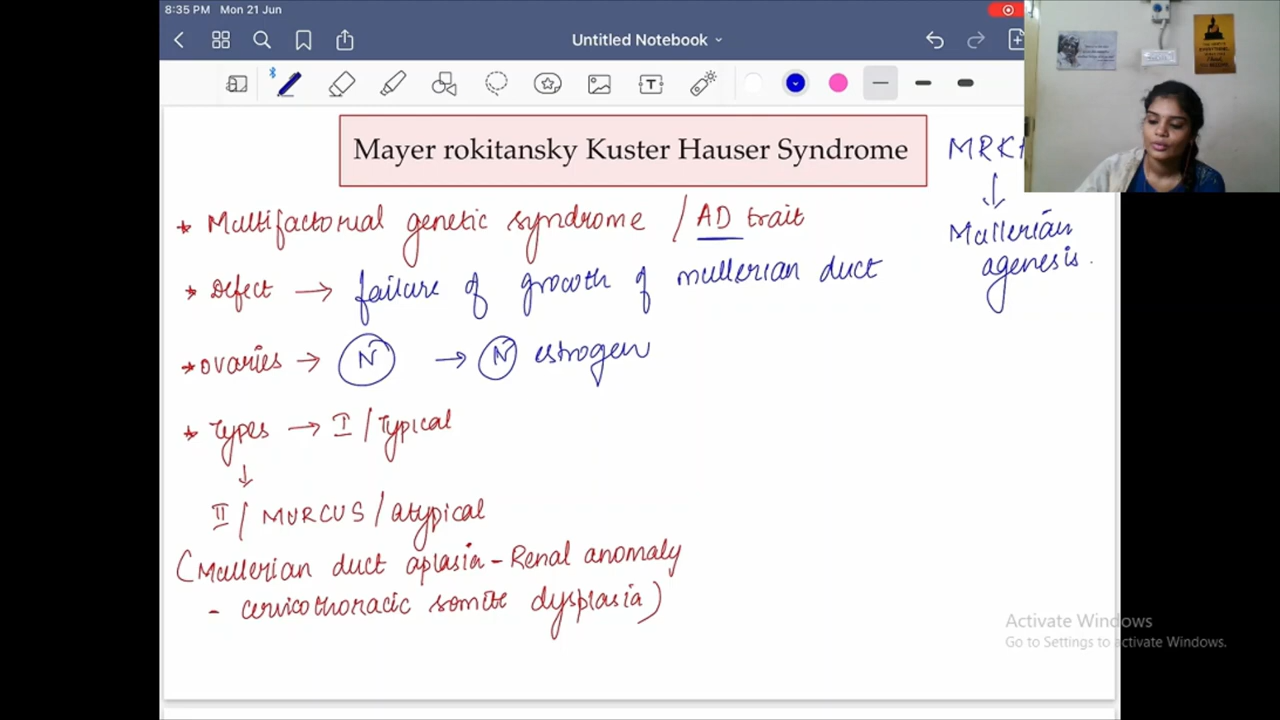 8:35 PM Mon 21 Jun
Untitled Notebook
Mayer rokitansky Kuster Hauser Syndrome
MRKH
↓
Mullerian
agenesis.
* Multifactorial genetic syndrome / AD trait
* Defect → failure of growth of mullerian duct
* ovaries → N → N estrogen
* Types → I / Typical
↓
II / MURCUS / atypical
(Mullerian duct aplasia - Renal anomaly
- cervicothoracic somite dysplasia)
Activate Windows
Go to Settings to activate Windows.